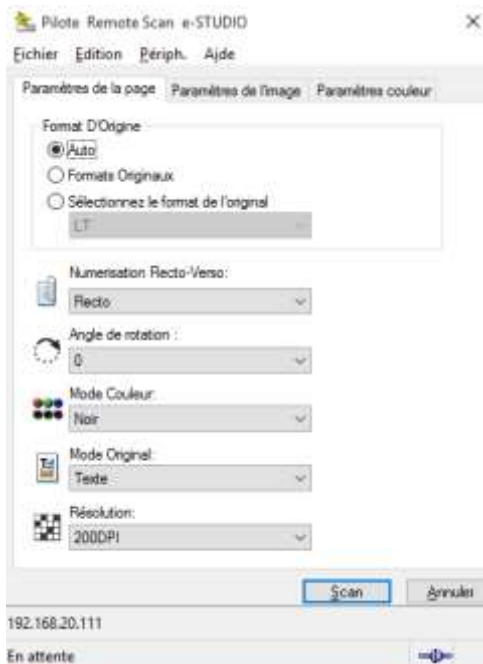 Pilote Remote Scan e-STUDIO
Fichier Edition Périph. Aide
Paramètres de la page Paramètres de l'image Paramètres couleur
Format D'Origine
Auto
Formats Originaux
Sélectionnez le format de l'original
LT
Numerisation Recto-Verso:
Recto
Angle de rotation :
0
Mode Couleur:
Noir
Mode Original:
Texte
Résolution:
200DPI
Scan Annuler
192.168.20.111
En attente